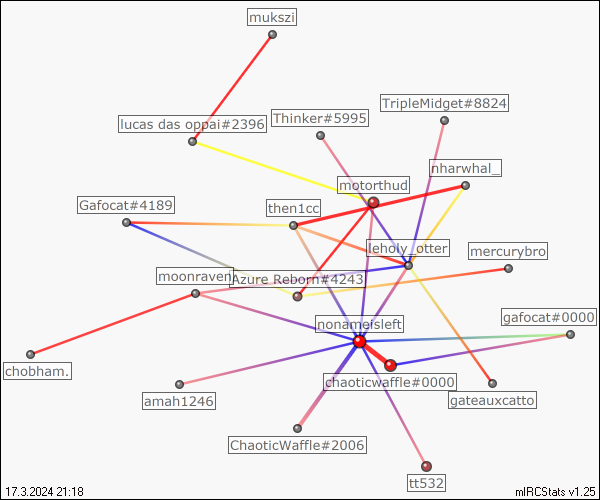 mukszi
TripleMidget#8824
Thinker#5995
lucas das oppai#2396
nharwhal_
motorthud
Gafocat#4189
then1cc
leholy_otter
mercurybro
moonraven
Azure Reborn#4243
nonameisleft
gafocat#0000
chobham.
chaoticwaffle#0000
amah1246
gateauxcatto
ChaoticWaffle#2006
tt532
17.3.2024 21:18
mIRCStats v1.25